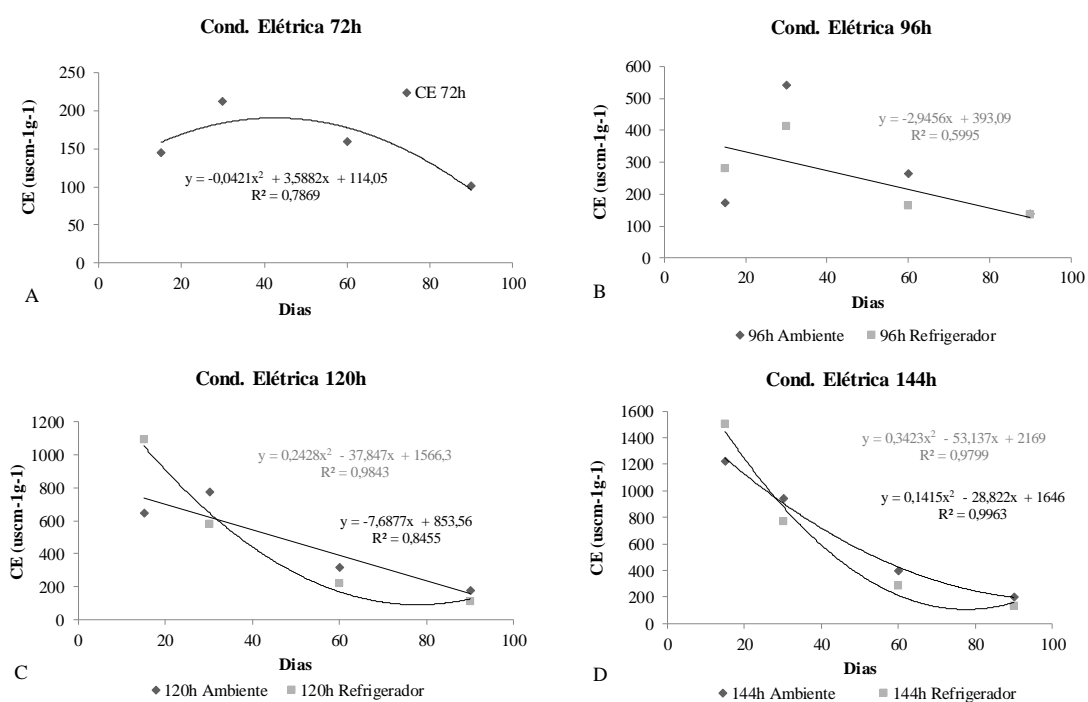 Cond. Elétrica 72h
250
200
150
100
50
0
0 20 40 60 80 100
CE (uscm-1g-1)
Dias
CE 72h
y = -0,0421x² + 3,5882x + 114,05
R² = 0,7869
A
Cond. Elétrica 96h
600
500
400
300
200
100
0
0 20 40 60 80 100
CE (uscm-1g-1)
Dias
y = -2,9456x + 393,09
R² = 0,5995
B
96h Ambiente 96h Refrigerador
Cond. Elétrica 120h
1200
1000
800
600
400
200
0
0 20 40 60 80 100
CE (uscm-1g-1)
Dias
y = 0,2428x² - 37,847x + 1566,3
R² = 0,9843
y = -7,6877x + 853,56
R² = 0,8455
C
120h Ambiente 120h Refrigerador
Cond. Elétrica 144h
1600
1400
1200
1000
800
600
400
200
0
0 20 40 60 80 100
CE (uscm-1g-1)
Dias
y = 0,3423x² - 53,137x + 2169
R² = 0,9799
y = 0,1415x² - 28,822x + 1646
R² = 0,9963
D
144h Ambiente 144h Refrigerador